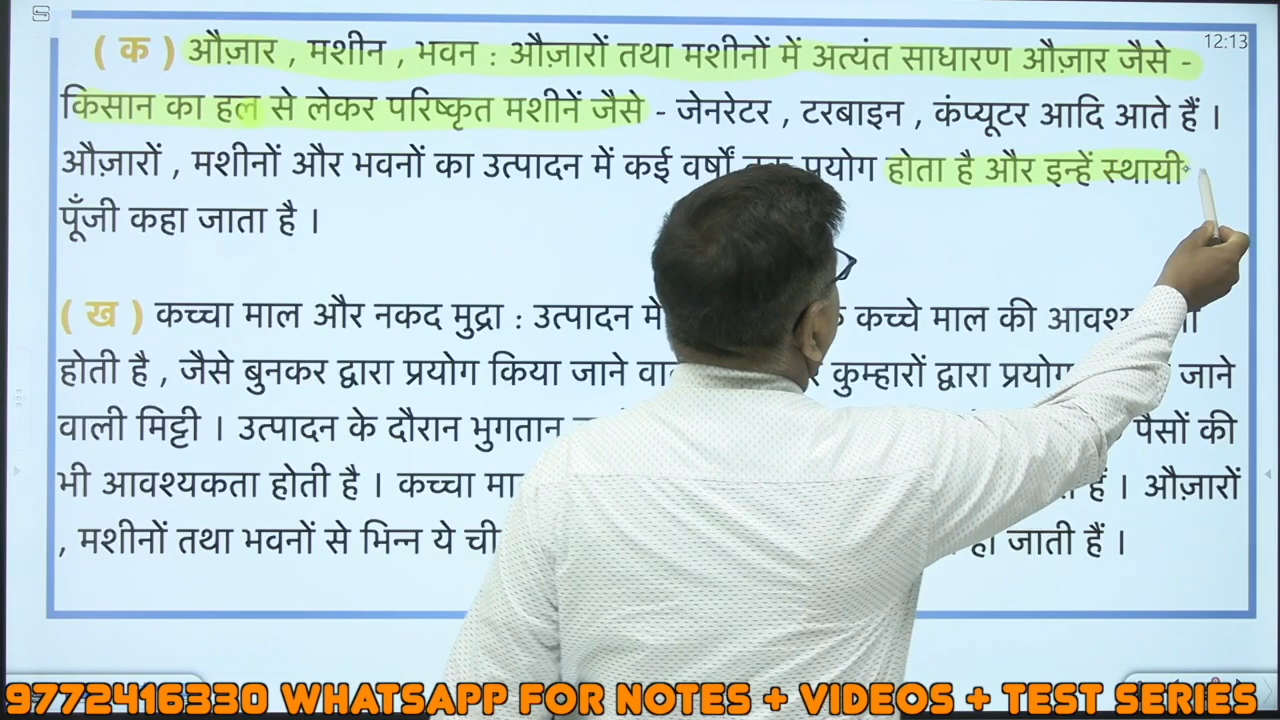 12:13
( क ) औज़ार , मशीन , भवन : औज़ारों तथा मशीनों में अत्यंत साधारण औज़ार जैसे -
किसान का हल से लेकर परिष्कृत मशीनें जैसे - जेनरेटर , टरबाइन , कंप्यूटर आदि आते हैं ।
औज़ारों , मशीनों और भवनों का उत्पादन में कई वर्षों प्रयोग होता है और इन्हें स्थायी
पूँजी कहा जाता है ।
( ख ) कच्चा माल और नकद मुद्रा : उत्पादन में कच्चे माल की
होती है , जैसे बुनकर द्वारा प्रयोग किया जाने कुम्हारों द्वारा जाने
वाली मिट्टी । उत्पादन के दौरान भुगतान पैसों की
भी आवश्यकता होती है । कच्चा हैं । औज़ारों
, मशीनों तथा भवनों से भिन्न ये जाती हैं ।
9772416330 WHATSAPP FOR NOTES + VIDEOS + TEST SERIES